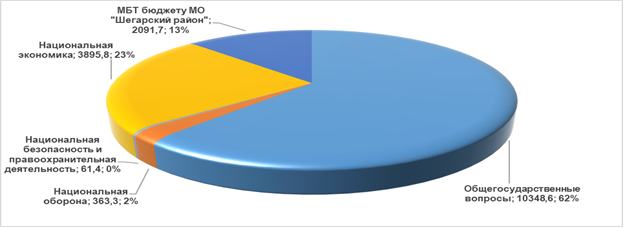 МБТ бюджету МО
"Шегарский район";
2091,7; 13%
Национальная
экономика; 3895,8; 23%
Национальная
безопасность и
правоохранительная
деятельность; 61,4; 0%
Национальная
оборона; 363,3; 2%
Общегосударственные
вопросы; 10348,6; 62%